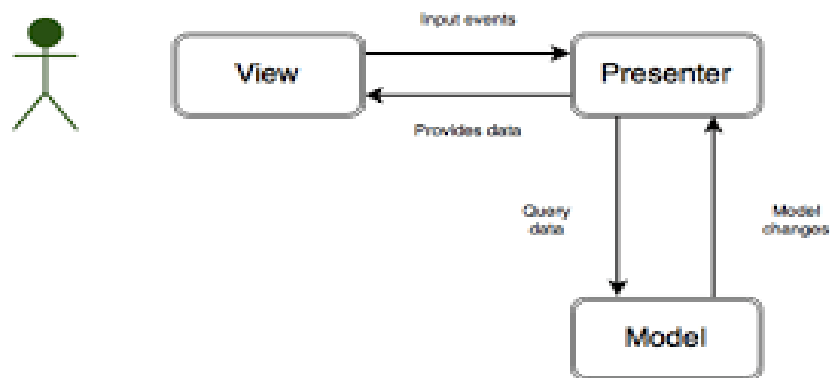 Input events
View
Presenter
Provides data
Query
data
Model
changes
Model